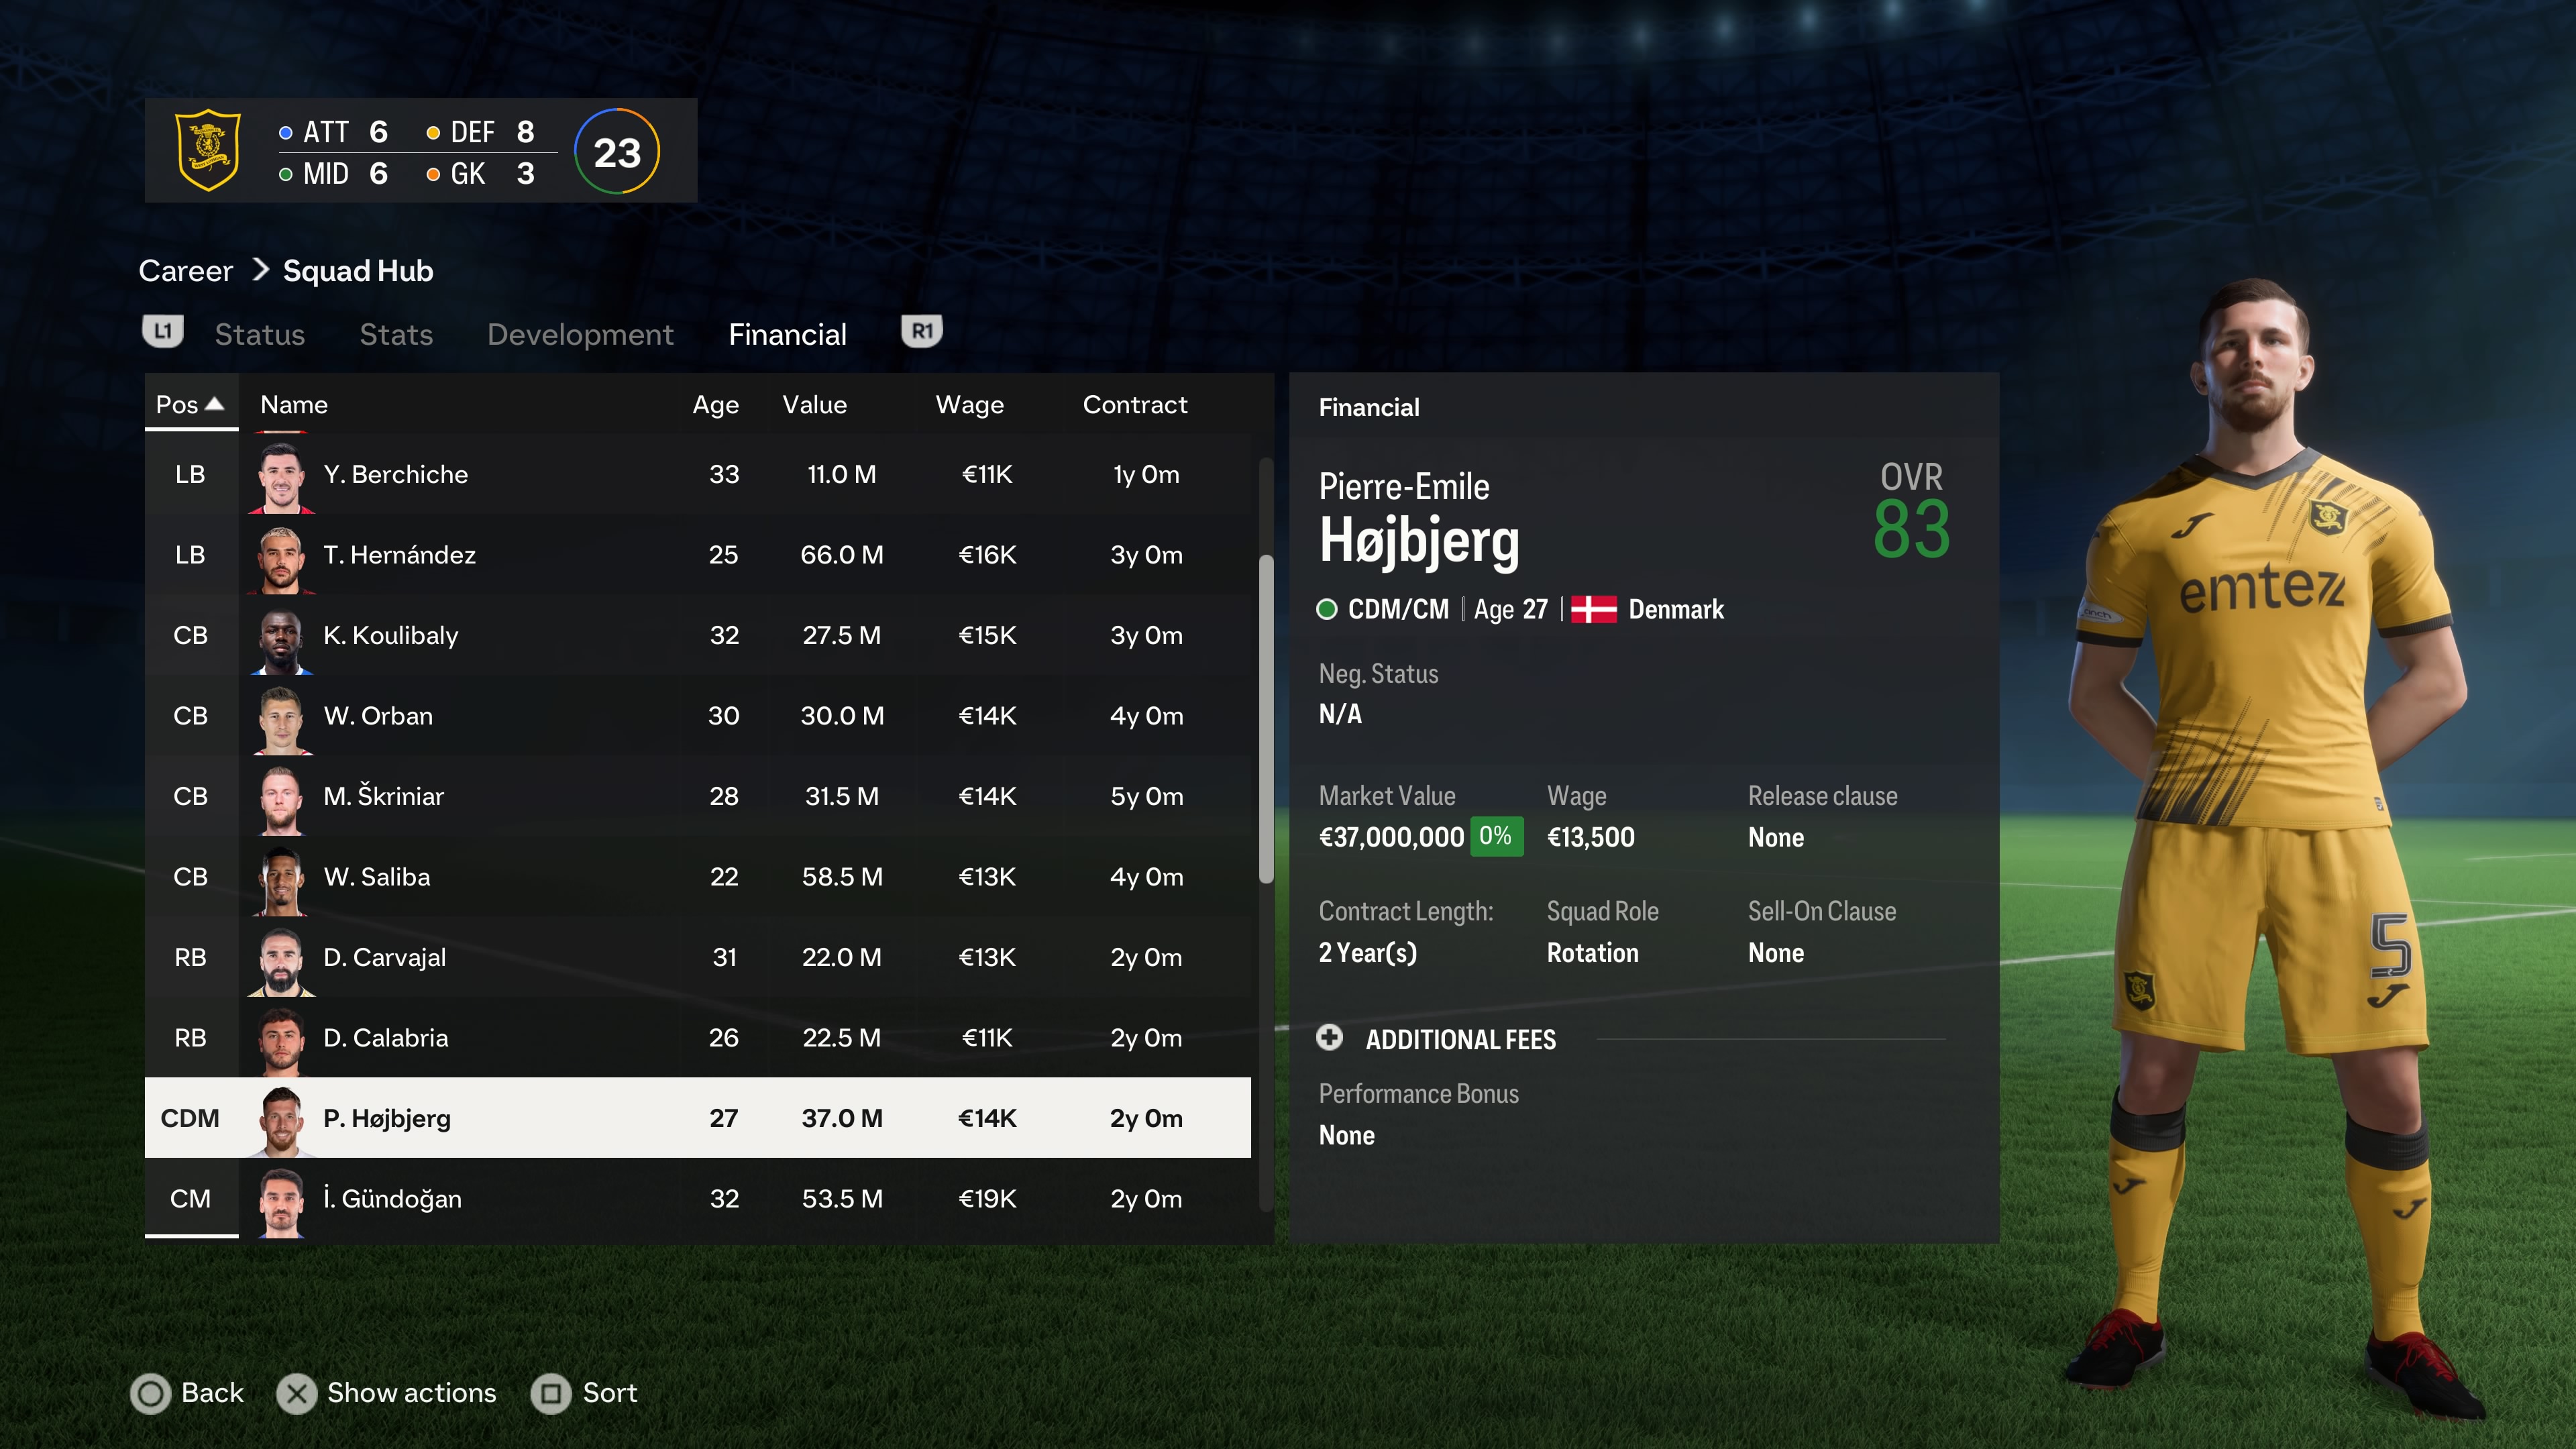 ATT 6 DEF 8
MID 6 GK 3
23
Career > Squad Hub
L1 Status Stats Development Financial R1
Pos Name Age Value Wage Contract
LB Y. Berchiche 33 11.0 M €11K 1y 0m
LB T. Hernández 25 66.0 M €16K 3y 0m
CB K. Koulibaly 32 27.5 M €15K 3y 0m
CB W. Orban 30 30.0 M €14K 4y 0m
CB M. Škriniar 28 31.5 M €14K 5y 0m
CB W. Saliba 22 58.5 M €13K 4y 0m
RB D. Carvajal 31 22.0 M €13K 2y 0m
RB D. Calabria 26 22.5 M €11K 2y 0m
CDM P. Højbjerg 27 37.0 M €14K 2y 0m
CM İ. Gündoğan 32 53.5 M €19K 2y 0m
Financial
Pierre-Emile
Højbjerg
OVR
83
CDM/CM | Age 27 | Denmark
Neg. Status
N/A
Market Value Wage Release clause
€37,000,000 0% €13,500 None
Contract Length: Squad Role Sell-On Clause
2 Year(s) Rotation None
ADDITIONAL FEES
Performance Bonus
None
emtez
5
Back Show actions Sort